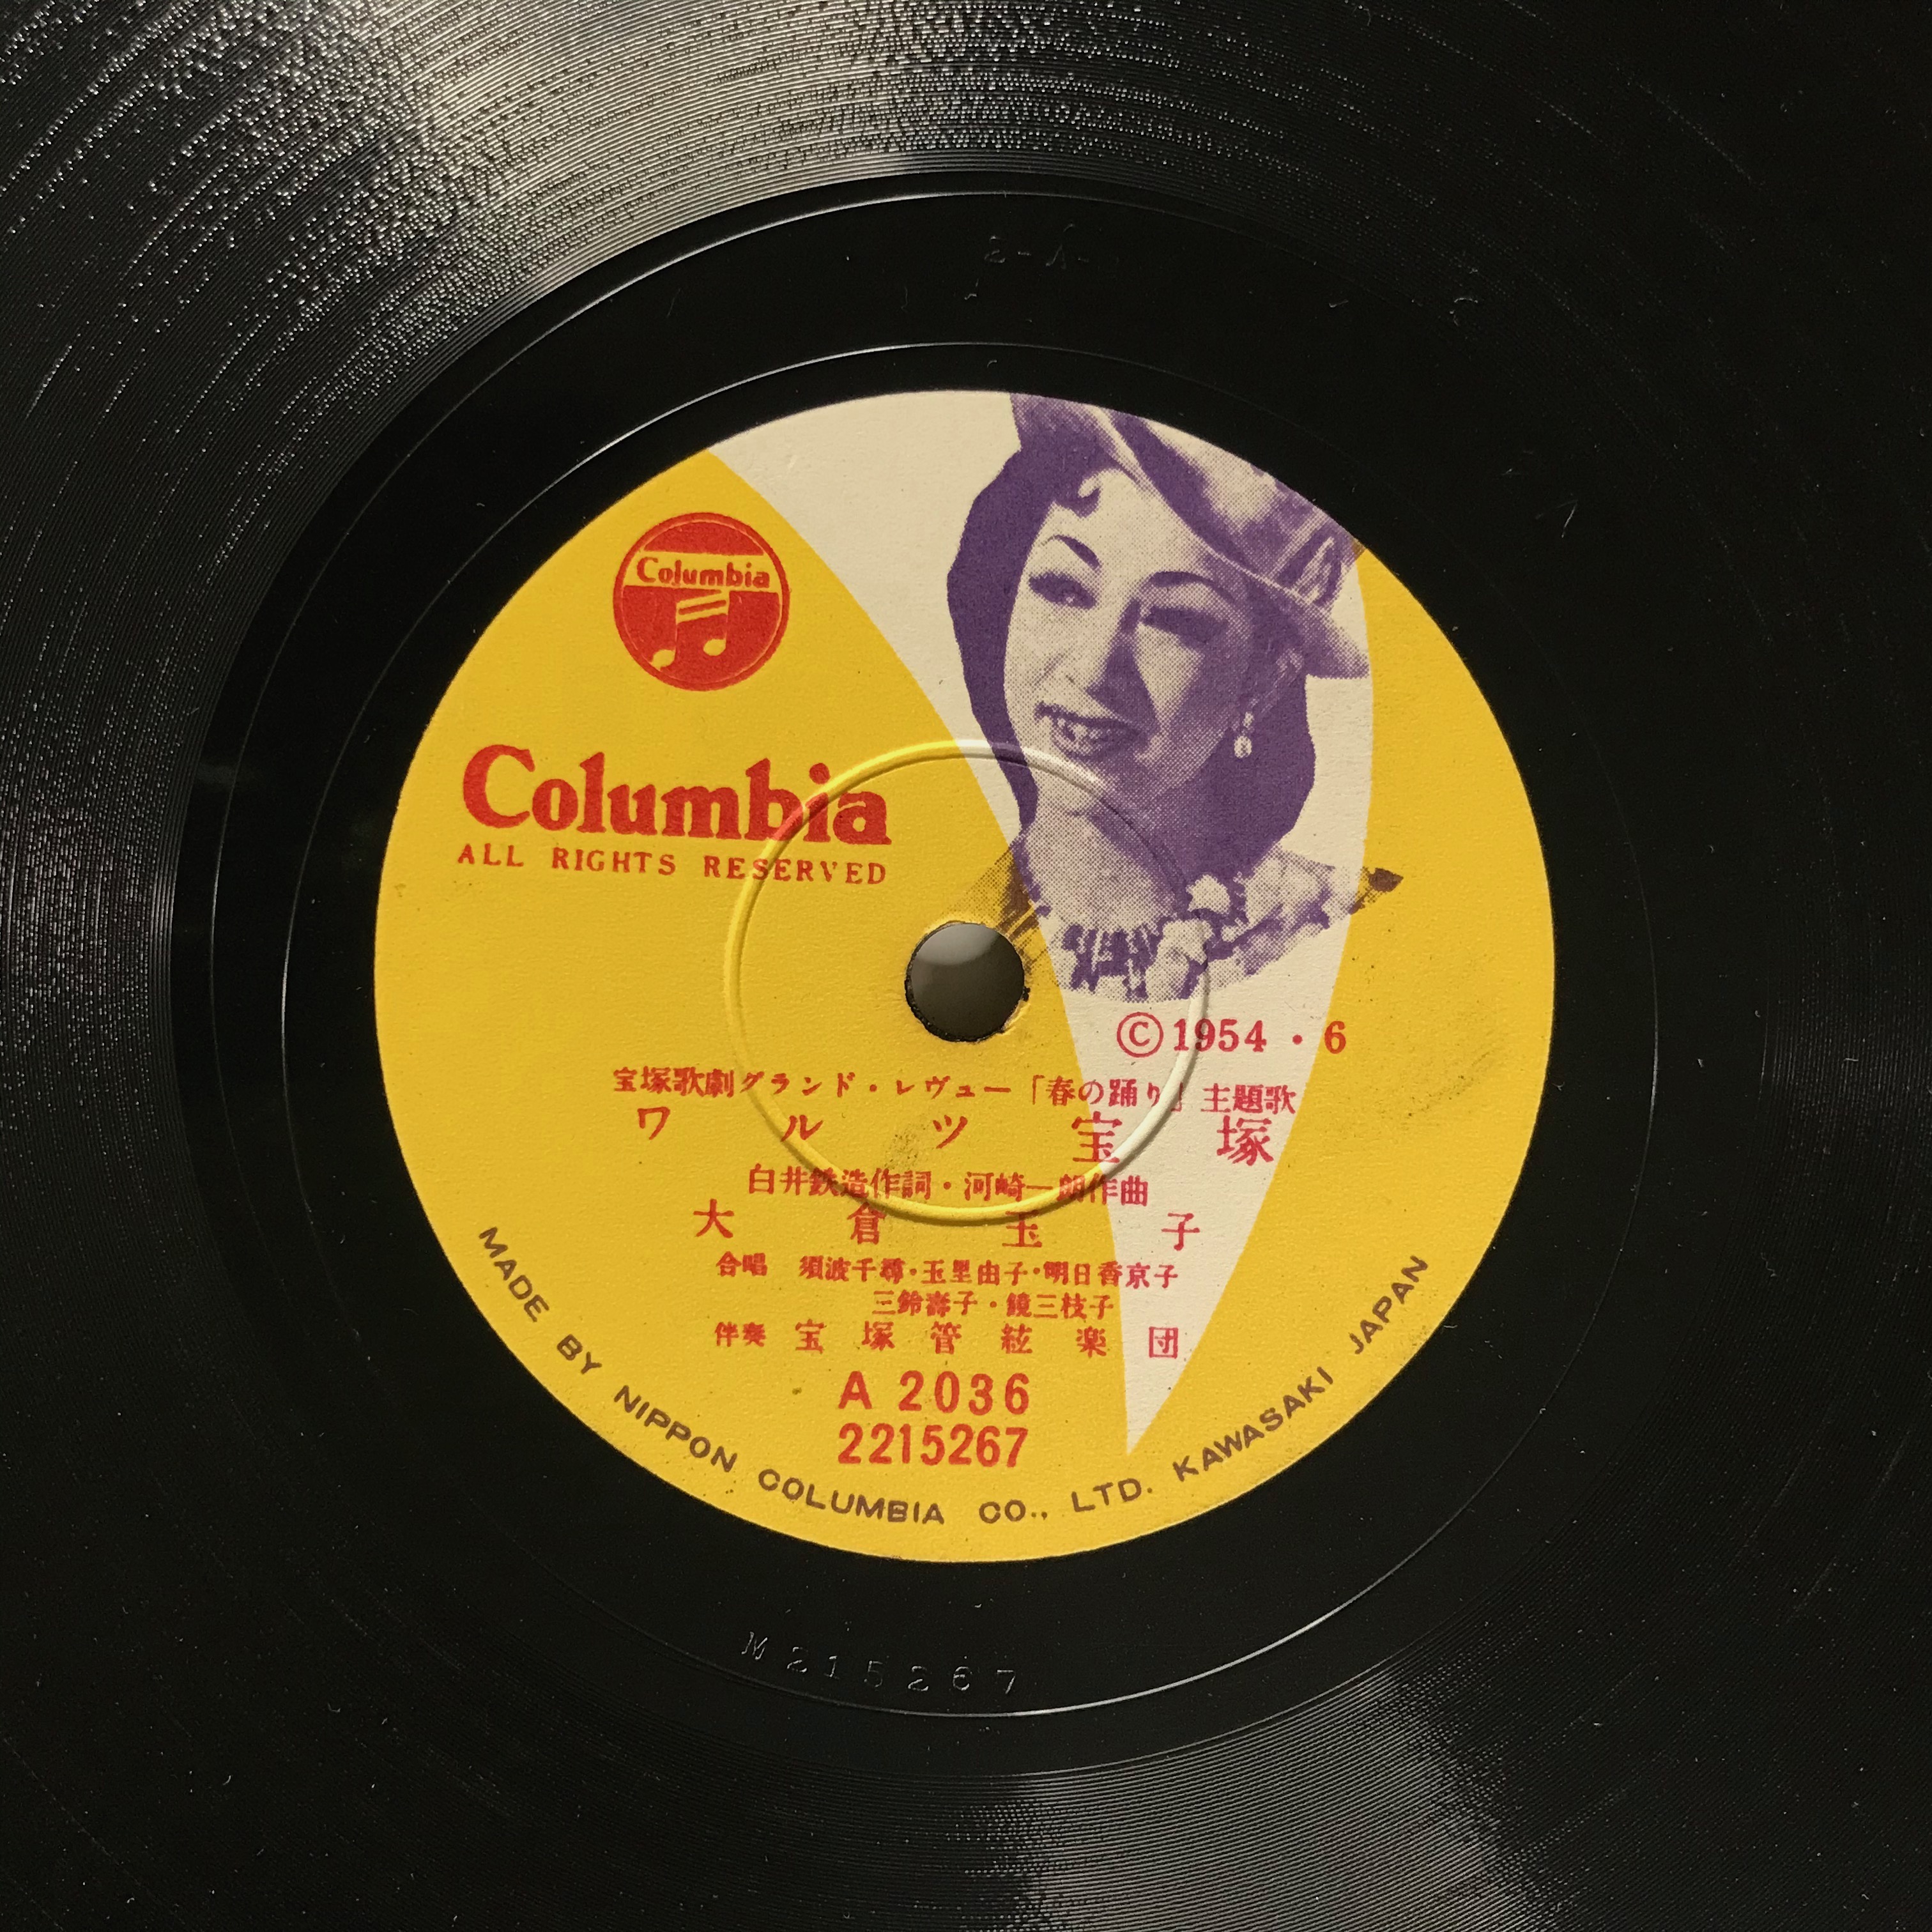 Columbia
Columbia
ALL RIGHTS RESERVED
Ⓒ1954・6
宝塚歌劇グランド・レヴュー「春の踊り」主題歌
ワルツ宝塚
白井鉄造作詞・河崎一朗作曲
大倉玉子
合唱 須波千尋・玉里由子・明日香京子
三鈴壽子・鏡三枝子
伴奏 宝塚管絃楽団
A 2036
2215267
MADE BY NIPPON COLUMBIA CO., LTD. KAWASAKI JAPAN
M215267